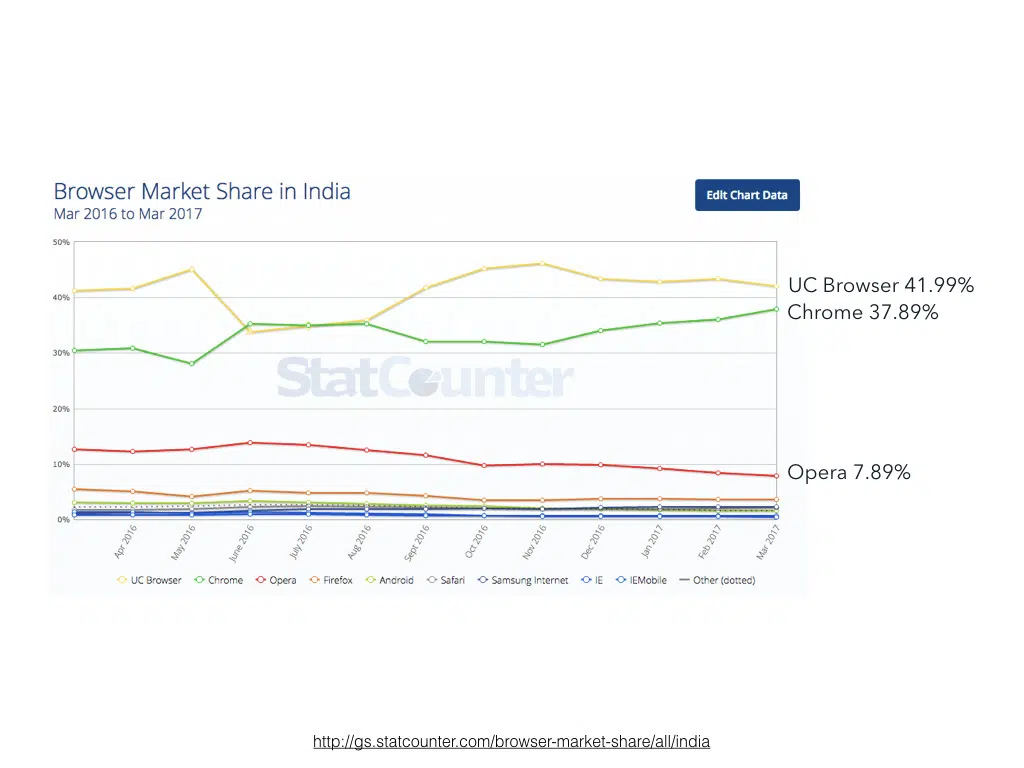 Browser Market Share in India
Mar 2016 to Mar 2017
Edit Chart Data
50%
40%
30%
20%
10%
0%
StatCounter
UC Browser 41.99%
Chrome 37.89%
Opera 7.89%
Apr 2016
May 2016
June 2016
July 2016
Aug 2016
Sept 2016
Oct 2016
Nov 2016
Dec 2016
Jan 2017
Feb 2017
Mar 2017
UC Browser Chrome Opera Firefox Android Safari Samsung Internet IE IEMobile Other (dotted)
http://gs.statcounter.com/browser-market-share/all/india